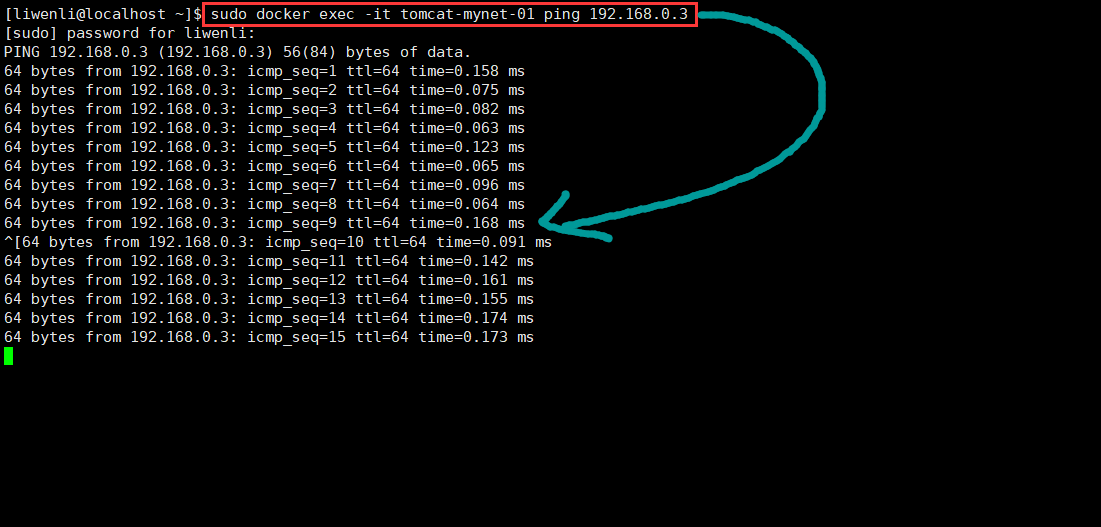 [liwenli@localhost ~]$ sudo docker exec -it tomcat-mynet-01 ping 192.168.0.3
[sudo] password for liwenli:
PING 192.168.0.3 (192.168.0.3) 56(84) bytes of data.
64 bytes from 192.168.0.3: icmp_seq=1 ttl=64 time=0.158 ms
64 bytes from 192.168.0.3: icmp_seq=2 ttl=64 time=0.075 ms
64 bytes from 192.168.0.3: icmp_seq=3 ttl=64 time=0.082 ms
64 bytes from 192.168.0.3: icmp_seq=4 ttl=64 time=0.063 ms
64 bytes from 192.168.0.3: icmp_seq=5 ttl=64 time=0.123 ms
64 bytes from 192.168.0.3: icmp_seq=6 ttl=64 time=0.065 ms
64 bytes from 192.168.0.3: icmp_seq=7 ttl=64 time=0.096 ms
64 bytes from 192.168.0.3: icmp_seq=8 ttl=64 time=0.064 ms
64 bytes from 192.168.0.3: icmp_seq=9 ttl=64 time=0.168 ms
^[64 bytes from 192.168.0.3: icmp_seq=10 ttl=64 time=0.091 ms
64 bytes from 192.168.0.3: icmp_seq=11 ttl=64 time=0.142 ms
64 bytes from 192.168.0.3: icmp_seq=12 ttl=64 time=0.161 ms
64 bytes from 192.168.0.3: icmp_seq=13 ttl=64 time=0.155 ms
64 bytes from 192.168.0.3: icmp_seq=14 ttl=64 time=0.174 ms
64 bytes from 192.168.0.3: icmp_seq=15 ttl=64 time=0.173 ms